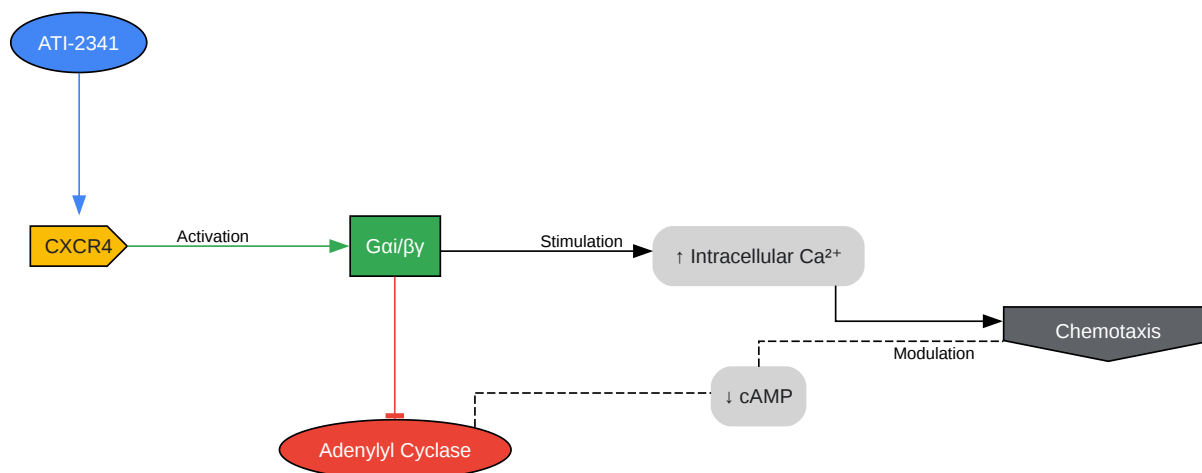 ATI-2341
CXCR4
Activation
Gαi/βγ
Stimulation
↑ Intracellular Ca²⁺
Chemotaxis
Modulation
↓ cAMP
Adenylyl Cyclase